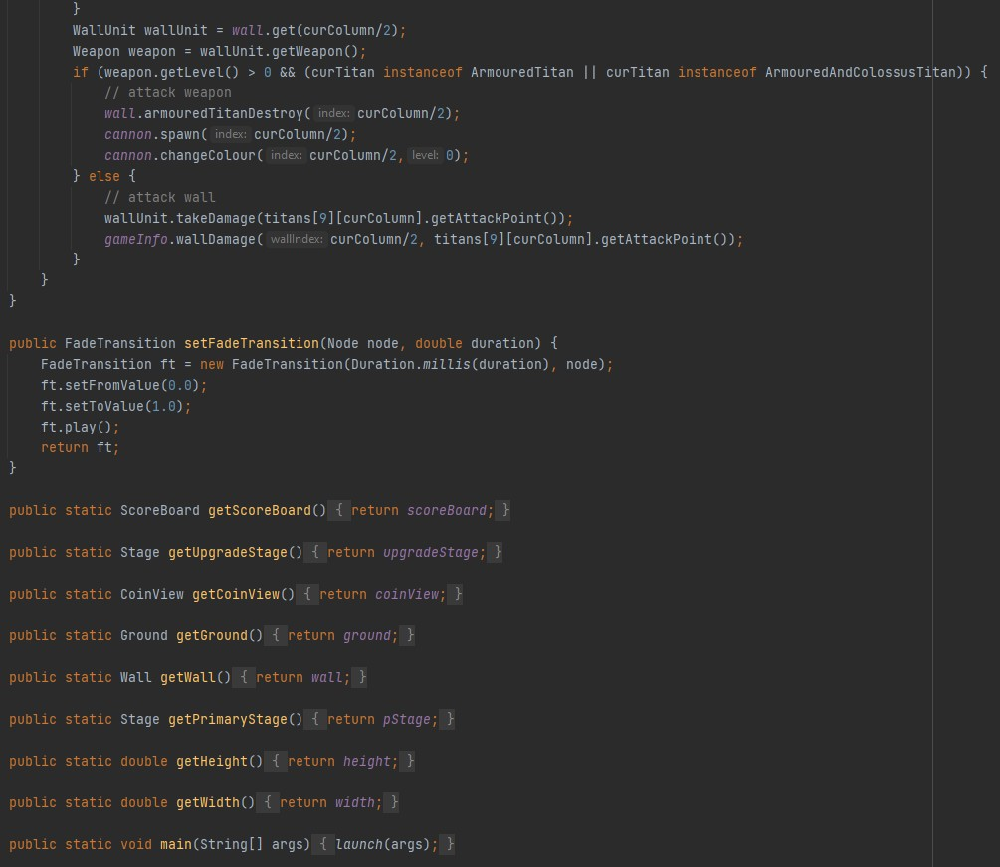 }
        WallUnit wallUnit = wall.get(curColumn/2);
        Weapon weapon = wallUnit.getWeapon();
        if (weapon.getLevel() > 0 && (curTitan instanceof ArmouredTitan || curTitan instanceof ArmouredAndColossusTitan)) {
            // attack weapon
            wall.armouredTitanDestroy( index: curColumn/2);
            cannon.spawn( index: curColumn/2);
            cannon.changeColour( index: curColumn/2, level: 0);
        } else {
            // attack wall
            wallUnit.takeDamage(titans[9][curColumn].getAttackPoint());
            gameInfo.wallDamage( wallIndex: curColumn/2, titans[9][curColumn].getAttackPoint());
        }
    }
}
public FadeTransition setFadeTransition(Node node, double duration) {
    FadeTransition ft = new FadeTransition(Duration.millis(duration), node);
    ft.setFromValue(0.0);
    ft.setToValue(1.0);
    ft.play();
    return ft;
}
public static ScoreBoard getScoreBoard() { return scoreBoard; }
public static Stage getUpgradeStage() { return upgradeStage; }
public static CoinView getCoinView() { return coinView; }
public static Ground getGround() { return ground; }
public static Wall getWall() { return wall; }
public static Stage getPrimaryStage() { return pStage; }
public static double getHeight() { return height; }
public static double getWidth() { return width; }
public static void main(String[] args) { launch(args); }